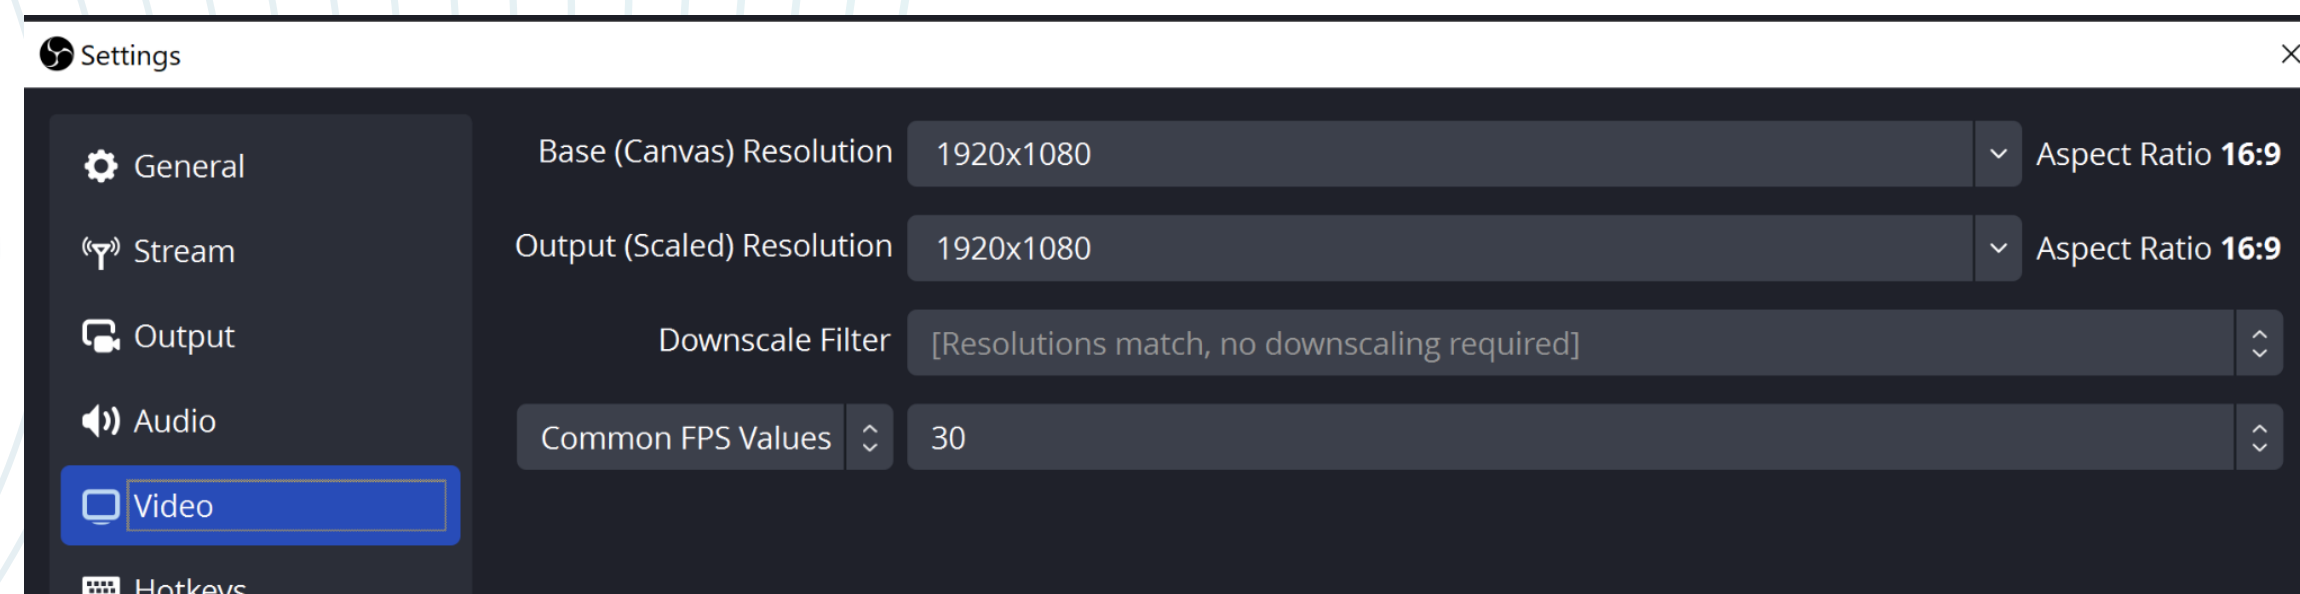 Settings
General
Stream
Output
Audio
Video
Hotkeys
Base (Canvas) Resolution 1920x1080 Aspect Ratio 16:9
Output (Scaled) Resolution 1920x1080 Aspect Ratio 16:9
Downscale Filter [Resolutions match, no downscaling required]
Common FPS Values 30